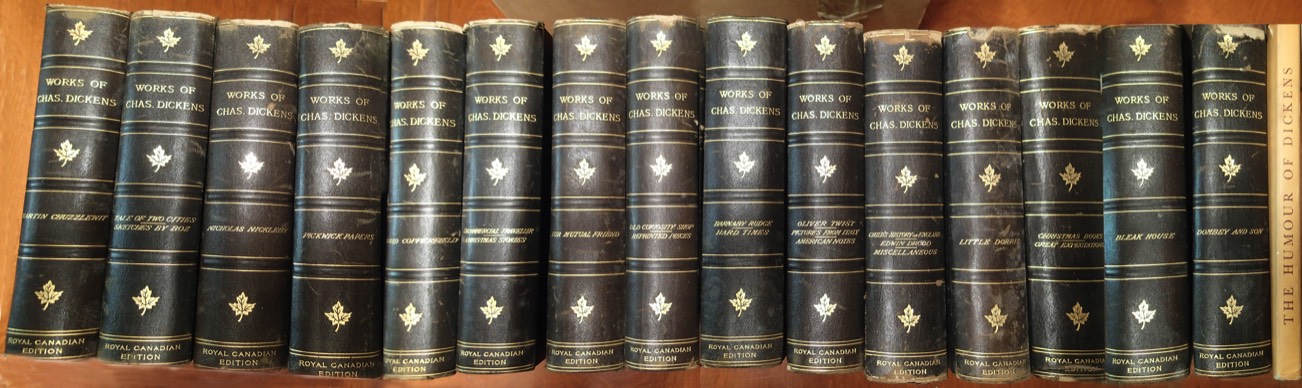 WORKS OF
CHAS. DICKENS
MARTIN CHUZZLEWIT
ROYAL CANADIAN
EDITION
WORKS OF
CHAS. DICKENS
TALE OF TWO CITIES
SKETCHES BY BOZ
ROYAL CANADIAN
EDITION
WORKS OF
CHAS. DICKENS
NICHOLAS NICKLEBY
ROYAL CANADIAN
EDITION
WORKS OF
CHAS. DICKENS
PICKWICK PAPERS
ROYAL CANADIAN
EDITION
WORKS OF
CHAS. DICKENS
DAVID COPPERFIELD
ROYAL CANADIAN
EDITION
WORKS OF
CHAS. DICKENS
UNCOMMERCIAL TRAVELLER
CHRISTMAS STORIES
ROYAL CANADIAN
EDITION
WORKS OF
CHAS. DICKENS
OUR MUTUAL FRIEND
ROYAL CANADIAN
EDITION
WORKS OF
CHAS. DICKENS
OLD CURIOSITY SHOP
REPRINTED PIECES
ROYAL CANADIAN
EDITION
WORKS OF
CHAS. DICKENS
BARNABY RUDGE
HARD TIMES
ROYAL CANADIAN
EDITION
WORKS OF
CHAS. DICKENS
OLIVER TWIST
PICTURES FROM ITALY
AMERICAN NOTES
ROYAL CANADIAN
EDITION
WORKS OF
CHAS. DICKENS
CHILD'S HISTORY OF ENGLAND
EDWIN DROOD
MISCELLANEOUS
ROYAL CANADIAN
EDITION
WORKS OF
CHAS. DICKENS
LITTLE DORRIT
ROYAL CANADIAN
EDITION
WORKS OF
CHAS. DICKENS
CHRISTMAS BOOKS
GREAT EXPECTATIONS
ROYAL CANADIAN
EDITION
WORKS OF
CHAS. DICKENS
BLEAK HOUSE
ROYAL CANADIAN
EDITION
WORKS OF
CHAS. DICKENS
DOMBEY AND SON
ROYAL CANADIAN
EDITION
THE HUMOUR OF DICKENS